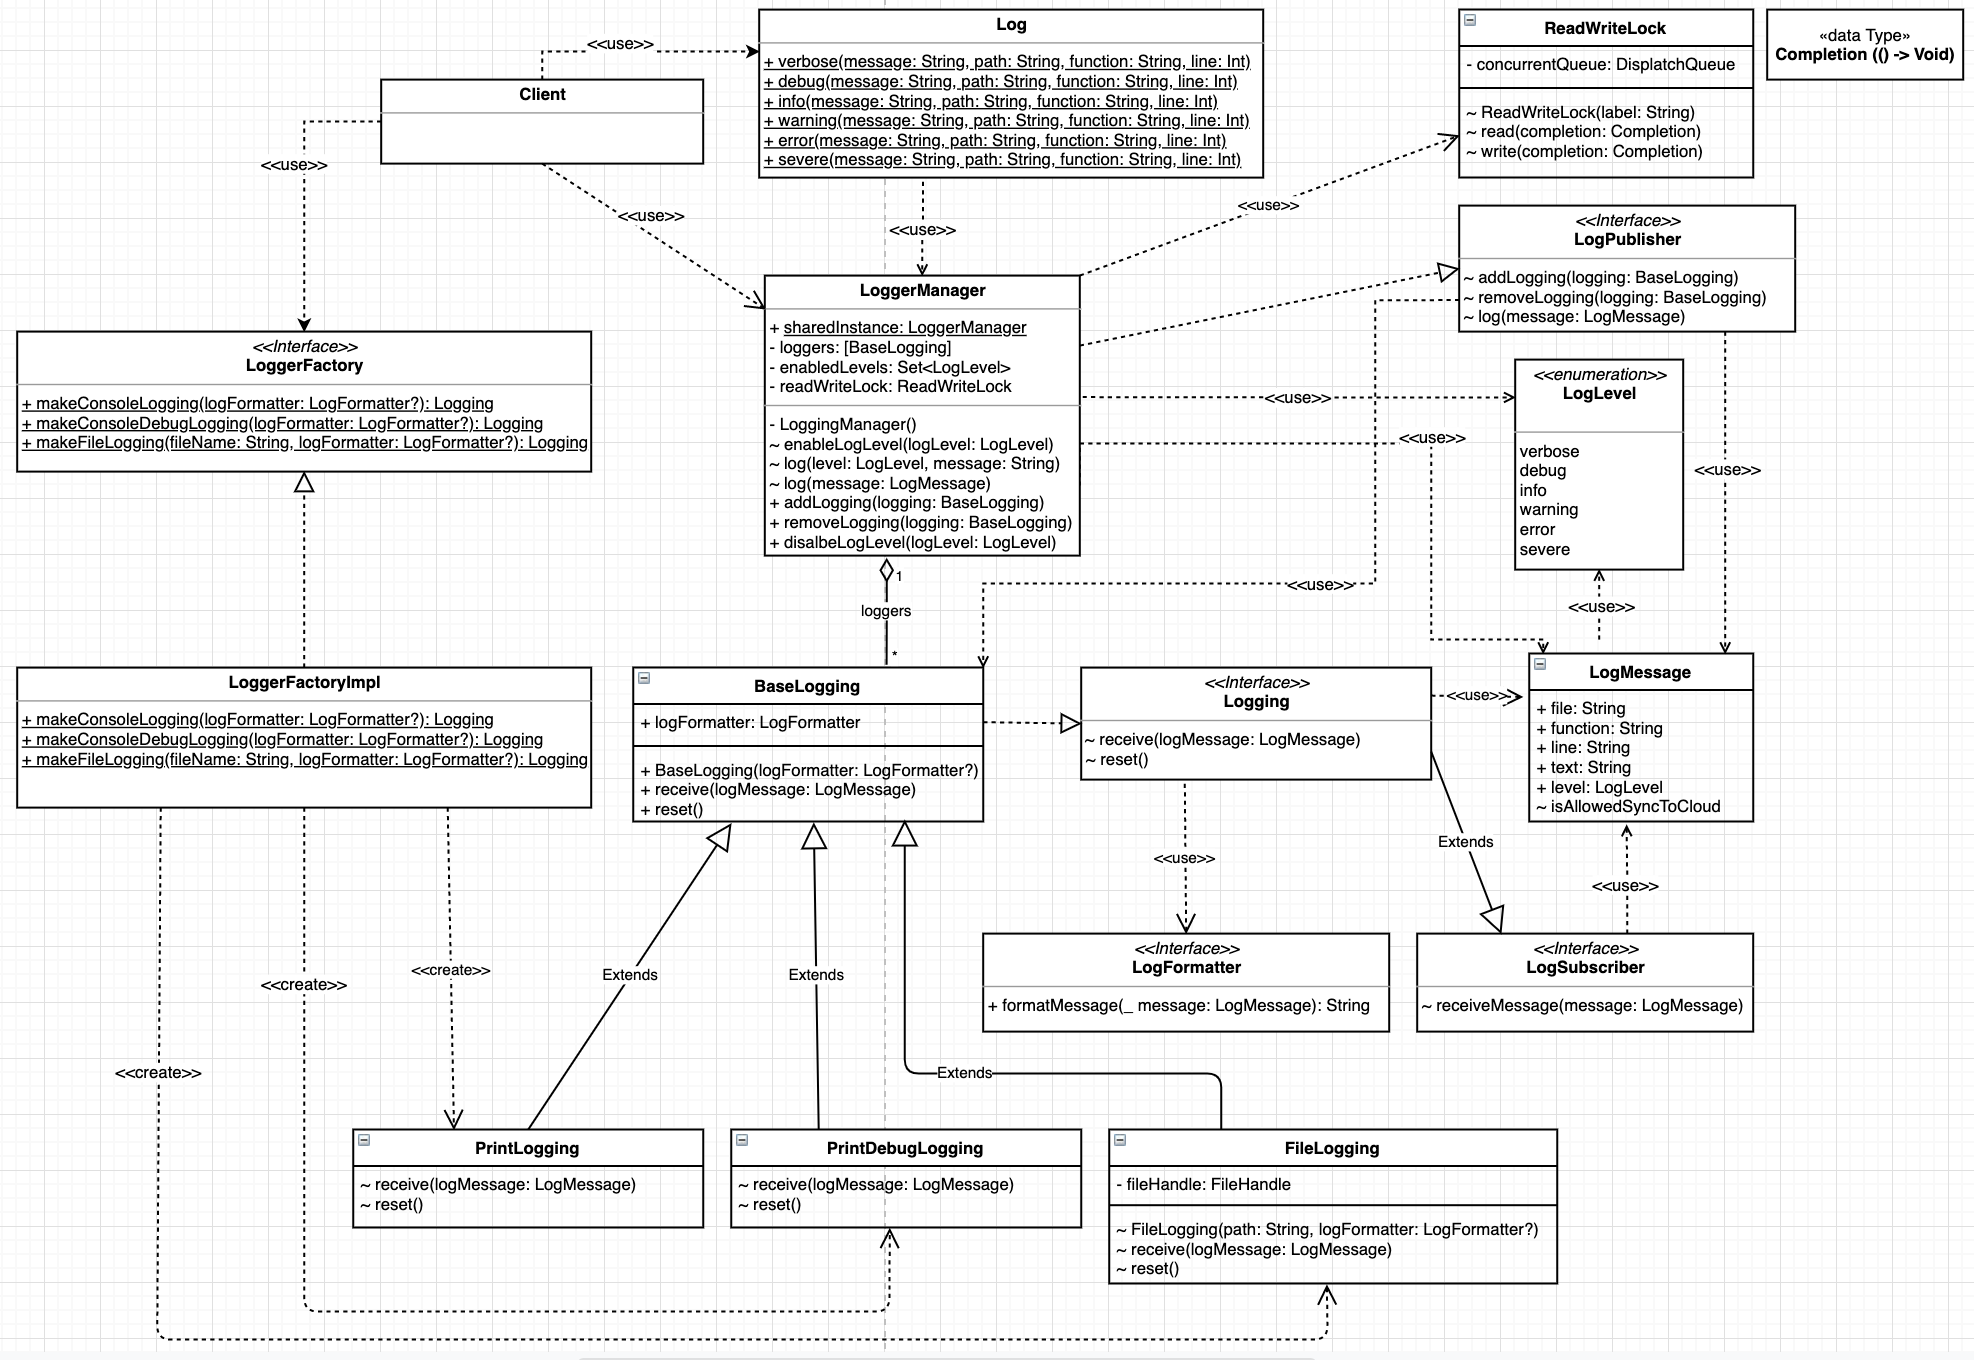 Log
+ verbose(message: String, path: String, function: String, line: Int)
+ debug(message: String, path: String, function: String, line: Int)
+ info(message: String, path: String, function: String, line: Int)
+ warning(message: String, path: String, function: String, line: Int)
+ error(message: String, path: String, function: String, line: Int)
+ severe(message: String, path: String, function: String, line: Int)
ReadWriteLock
- concurrentQueue: DisplatchQueue
~ ReadWriteLock(label: String)
~ read(completion: Completion)
~ write(completion: Completion)
«data Type»
Completion (() -> Void)
<<use>>
Client
<<use>>
<<use>>
<<use>>
<<use>>
<<Interface>>
LogPublisher
~ addLogging(logging: BaseLogging)
~ removeLogging(logging: BaseLogging)
~ log(message: LogMessage)
LoggerManager
+ sharedInstance: LoggerManager
- loggers: [BaseLogging]
- enabledLevels: Set<LogLevel>
- readWriteLock: ReadWriteLock
- LoggingManager()
~ enableLogLevel(logLevel: LogLevel)
~ log(level: LogLevel, message: String)
~ log(message: LogMessage)
+ addLogging(logging: BaseLogging)
+ removeLogging(logging: BaseLogging)
+ disalbeLogLevel(logLevel: LogLevel)
<<Interface>>
LoggerFactory
+ makeConsoleLogging(logFormatter: LogFormatter?): Logging
+ makeConsoleDebugLogging(logFormatter: LogFormatter?): Logging
+ makeFileLogging(fileName: String, logFormatter: LogFormatter?): Logging
<<enumeration>>
LogLevel
verbose
debug
info
warning
error
severe
<<use>>
<<use>>
<<use>>
<<use>>
<<use>>
1
loggers
*
LoggerFactoryImpl
+ makeConsoleLogging(logFormatter: LogFormatter?): Logging
+ makeConsoleDebugLogging(logFormatter: LogFormatter?): Logging
+ makeFileLogging(fileName: String, logFormatter: LogFormatter?): Logging
BaseLogging
+ logFormatter: LogFormatter
+ BaseLogging(logFormatter: LogFormatter?)
+ receive(logMessage: LogMessage)
+ reset()
<<Interface>>
Logging
~ receive(logMessage: LogMessage)
~ reset()
<<use>>
LogMessage
+ file: String
+ function: String
+ line: String
+ text: String
+ level: LogLevel
~ isAllowedSyncToCloud
<<use>>
Extends
<<use>>
<<Interface>>
LogFormatter
+ formatMessage(_ message: LogMessage): String
<<Interface>>
LogSubscriber
~ receiveMessage(message: LogMessage)
<<create>>
<<create>>
<<create>>
Extends
Extends
Extends
PrintLogging
~ receive(logMessage: LogMessage)
~ reset()
PrintDebugLogging
~ receive(logMessage: LogMessage)
~ reset()
FileLogging
- fileHandle: FileHandle
~ FileLogging(path: String, logFormatter: LogFormatter?)
~ receive(logMessage: LogMessage)
~ reset()